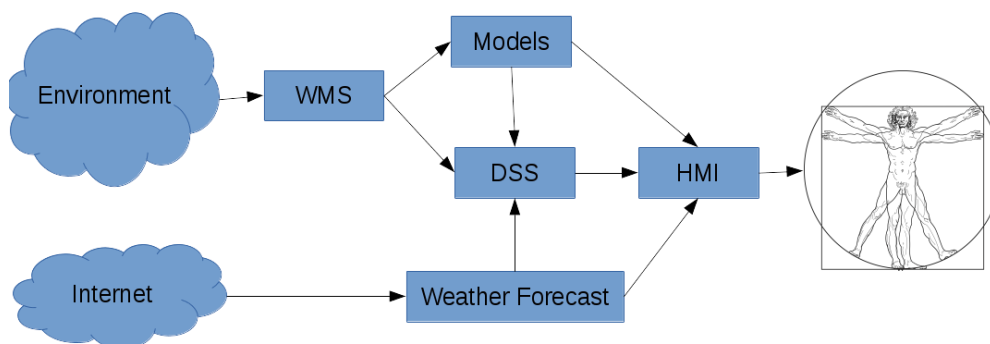 Environment
WMS
Models
DSS
HMI
Internet
Weather Forecast